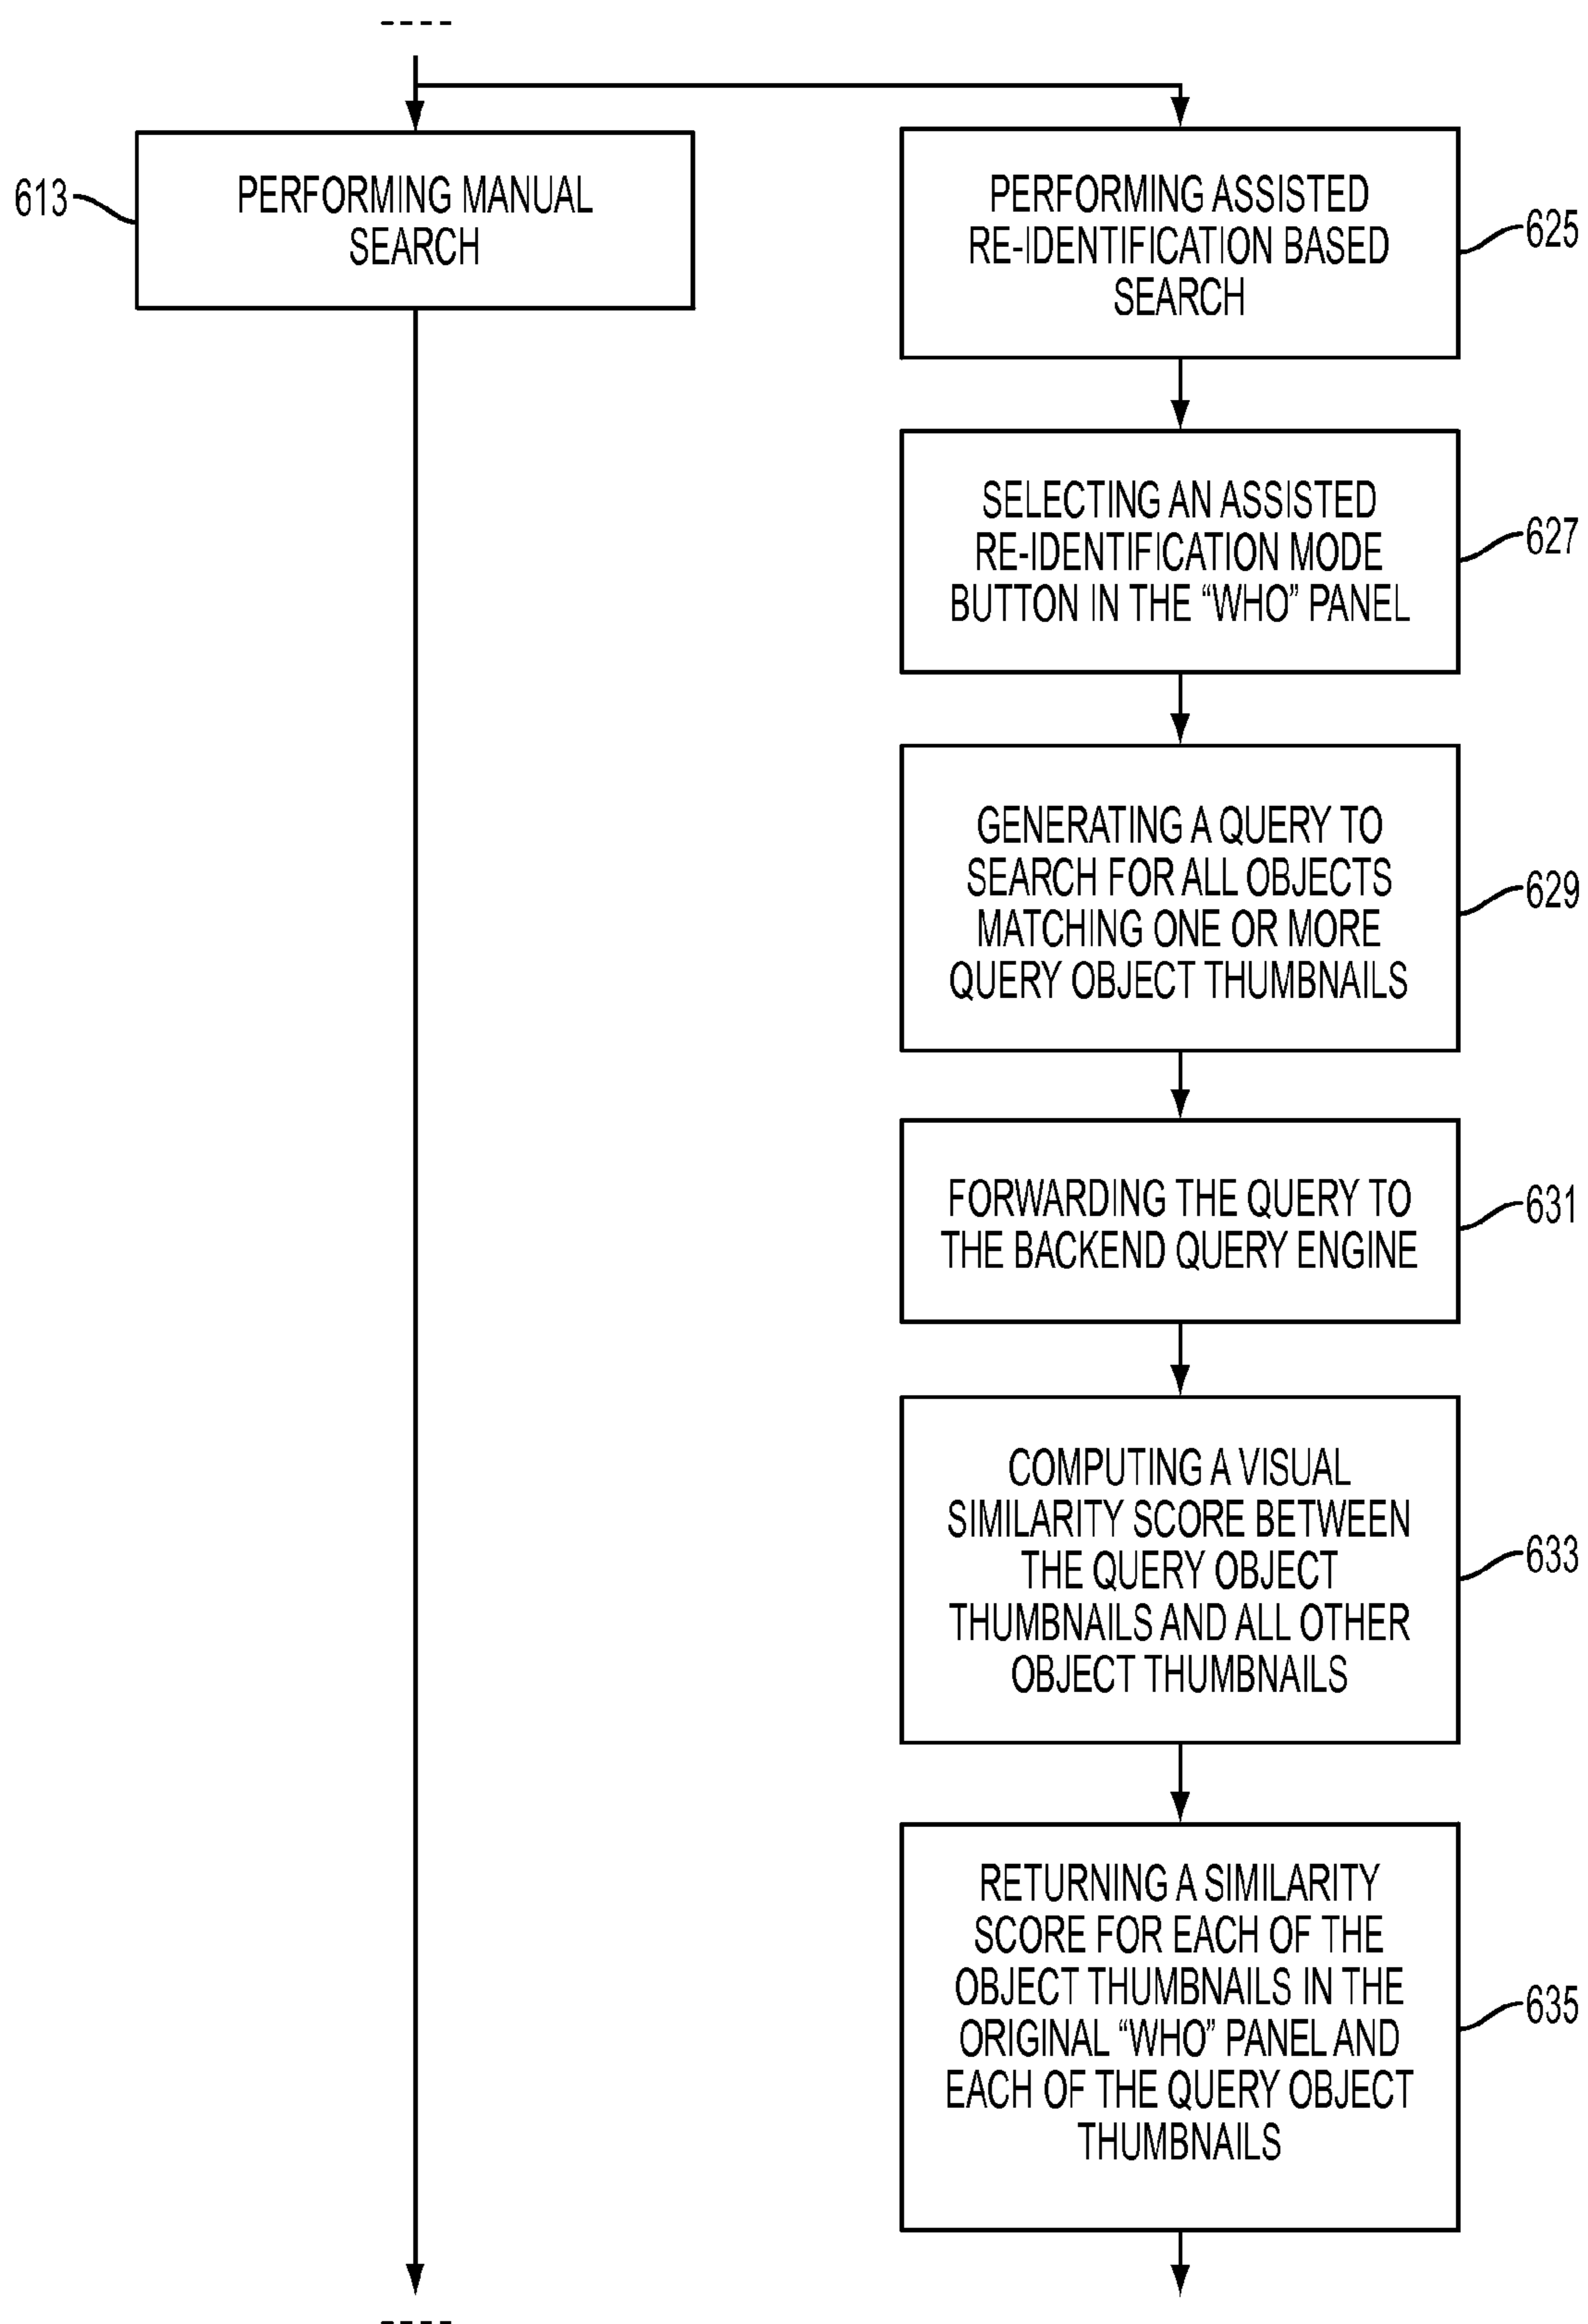 613
PERFORMING MANUAL
SEARCH
PERFORMING ASSISTED
RE-IDENTIFICATION BASED
SEARCH
625
SELECTING AN ASSISTED
RE-IDENTIFICATION MODE
BUTTON IN THE “WHO” PANEL
627
GENERATING A QUERY TO
SEARCH FOR ALL OBJECTS
MATCHING ONE OR MORE
QUERY OBJECT THUMBNAILS
629
FORWARDING THE QUERY TO
THE BACKEND QUERY ENGINE
631
COMPUTING A VISUAL
SIMILARITY SCORE BETWEEN
THE QUERY OBJECT
THUMBNAILS AND ALL OTHER
OBJECT THUMBNAILS
633
RETURNING A SIMILARITY
SCORE FOR EACH OF THE
OBJECT THUMBNAILS IN THE
ORIGINAL “WHO” PANEL AND
EACH OF THE QUERY OBJECT
THUMBNAILS
635